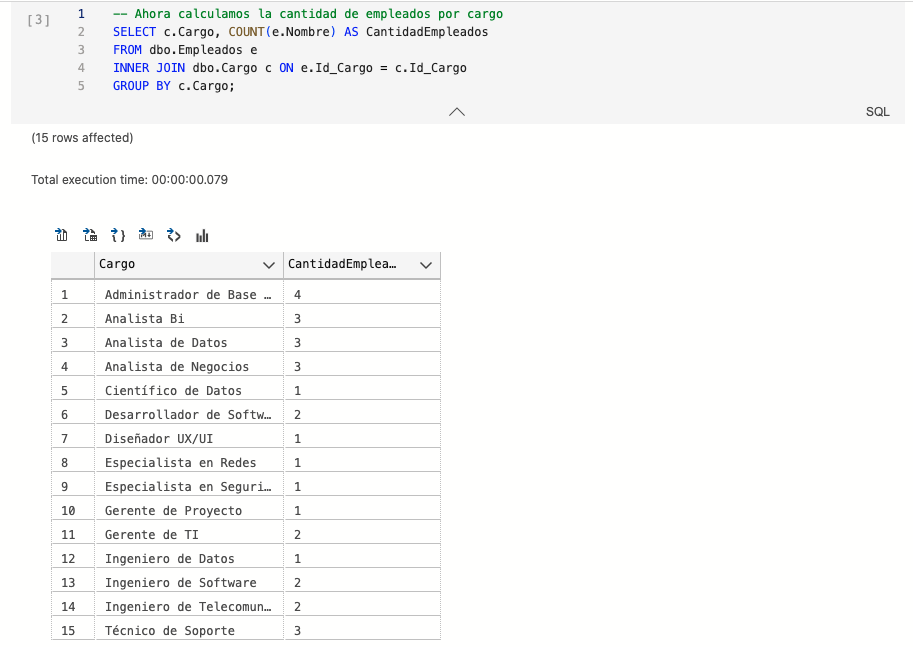 [3]
1 -- Ahora calculamos la cantidad de empleados por cargo
2 SELECT c.Cargo, COUNT(e.Nombre) AS CantidadEmpleados
3 FROM dbo.Empleados e
4 INNER JOIN dbo.Cargo c ON e.Id_Cargo = c.Id_Cargo
5 GROUP BY c.Cargo;
SQL
(15 rows affected)
Total execution time: 00:00:00.079
Cargo CantidadEmplea…
1 Administrador de Base … 4
2 Analista Bi 3
3 Analista de Datos 3
4 Analista de Negocios 3
5 Científico de Datos 1
6 Desarrollador de Softw… 2
7 Diseñador UX/UI 1
8 Especialista en Redes 1
9 Especialista en Seguri… 1
10 Gerente de Proyecto 1
11 Gerente de TI 2
12 Ingeniero de Datos 1
13 Ingeniero de Software 2
14 Ingeniero de Telecomun… 2
15 Técnico de Soporte 3